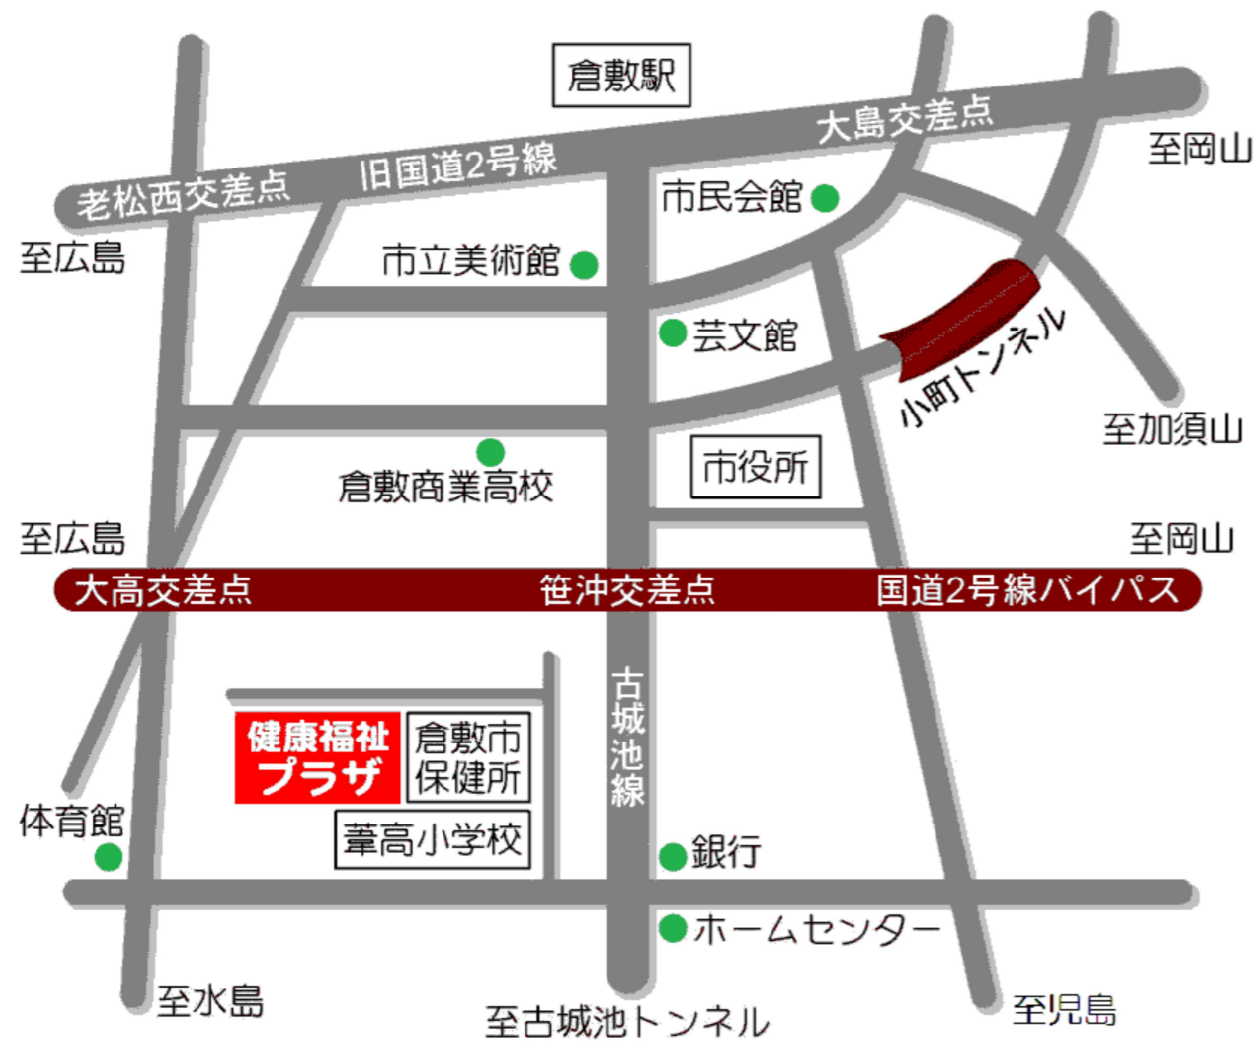 倉敷駅
大島交差点
至岡山
旧国道2号線
老松西交差点
市民会館
至広島
市立美術館
芸文館
小町トンネル
至加須山
市役所
倉敷商業高校
至広島
至岡山
大高交差点
笹沖交差点
国道2号線バイパス
古城池線
健康福祉
プラザ
倉敷市
保健所
葦高小学校
体育館
銀行
ホームセンター
至水島
至古城池トンネル
至児島